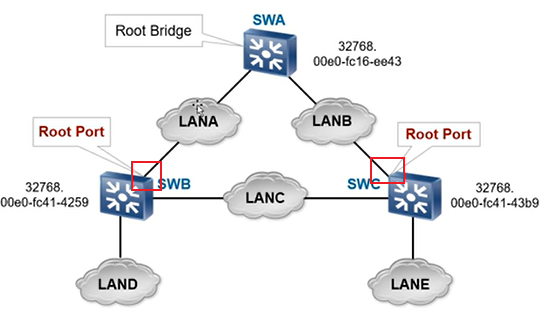 SWA
Root Bridge
32768.
00e0-fc16-ee43
LANA
LANB
Root Port
Root Port
SWB
SWC
32768.
00e0-fc41-4259
LANC
32768.
00e0-fc41-43b9
LAND
LANE